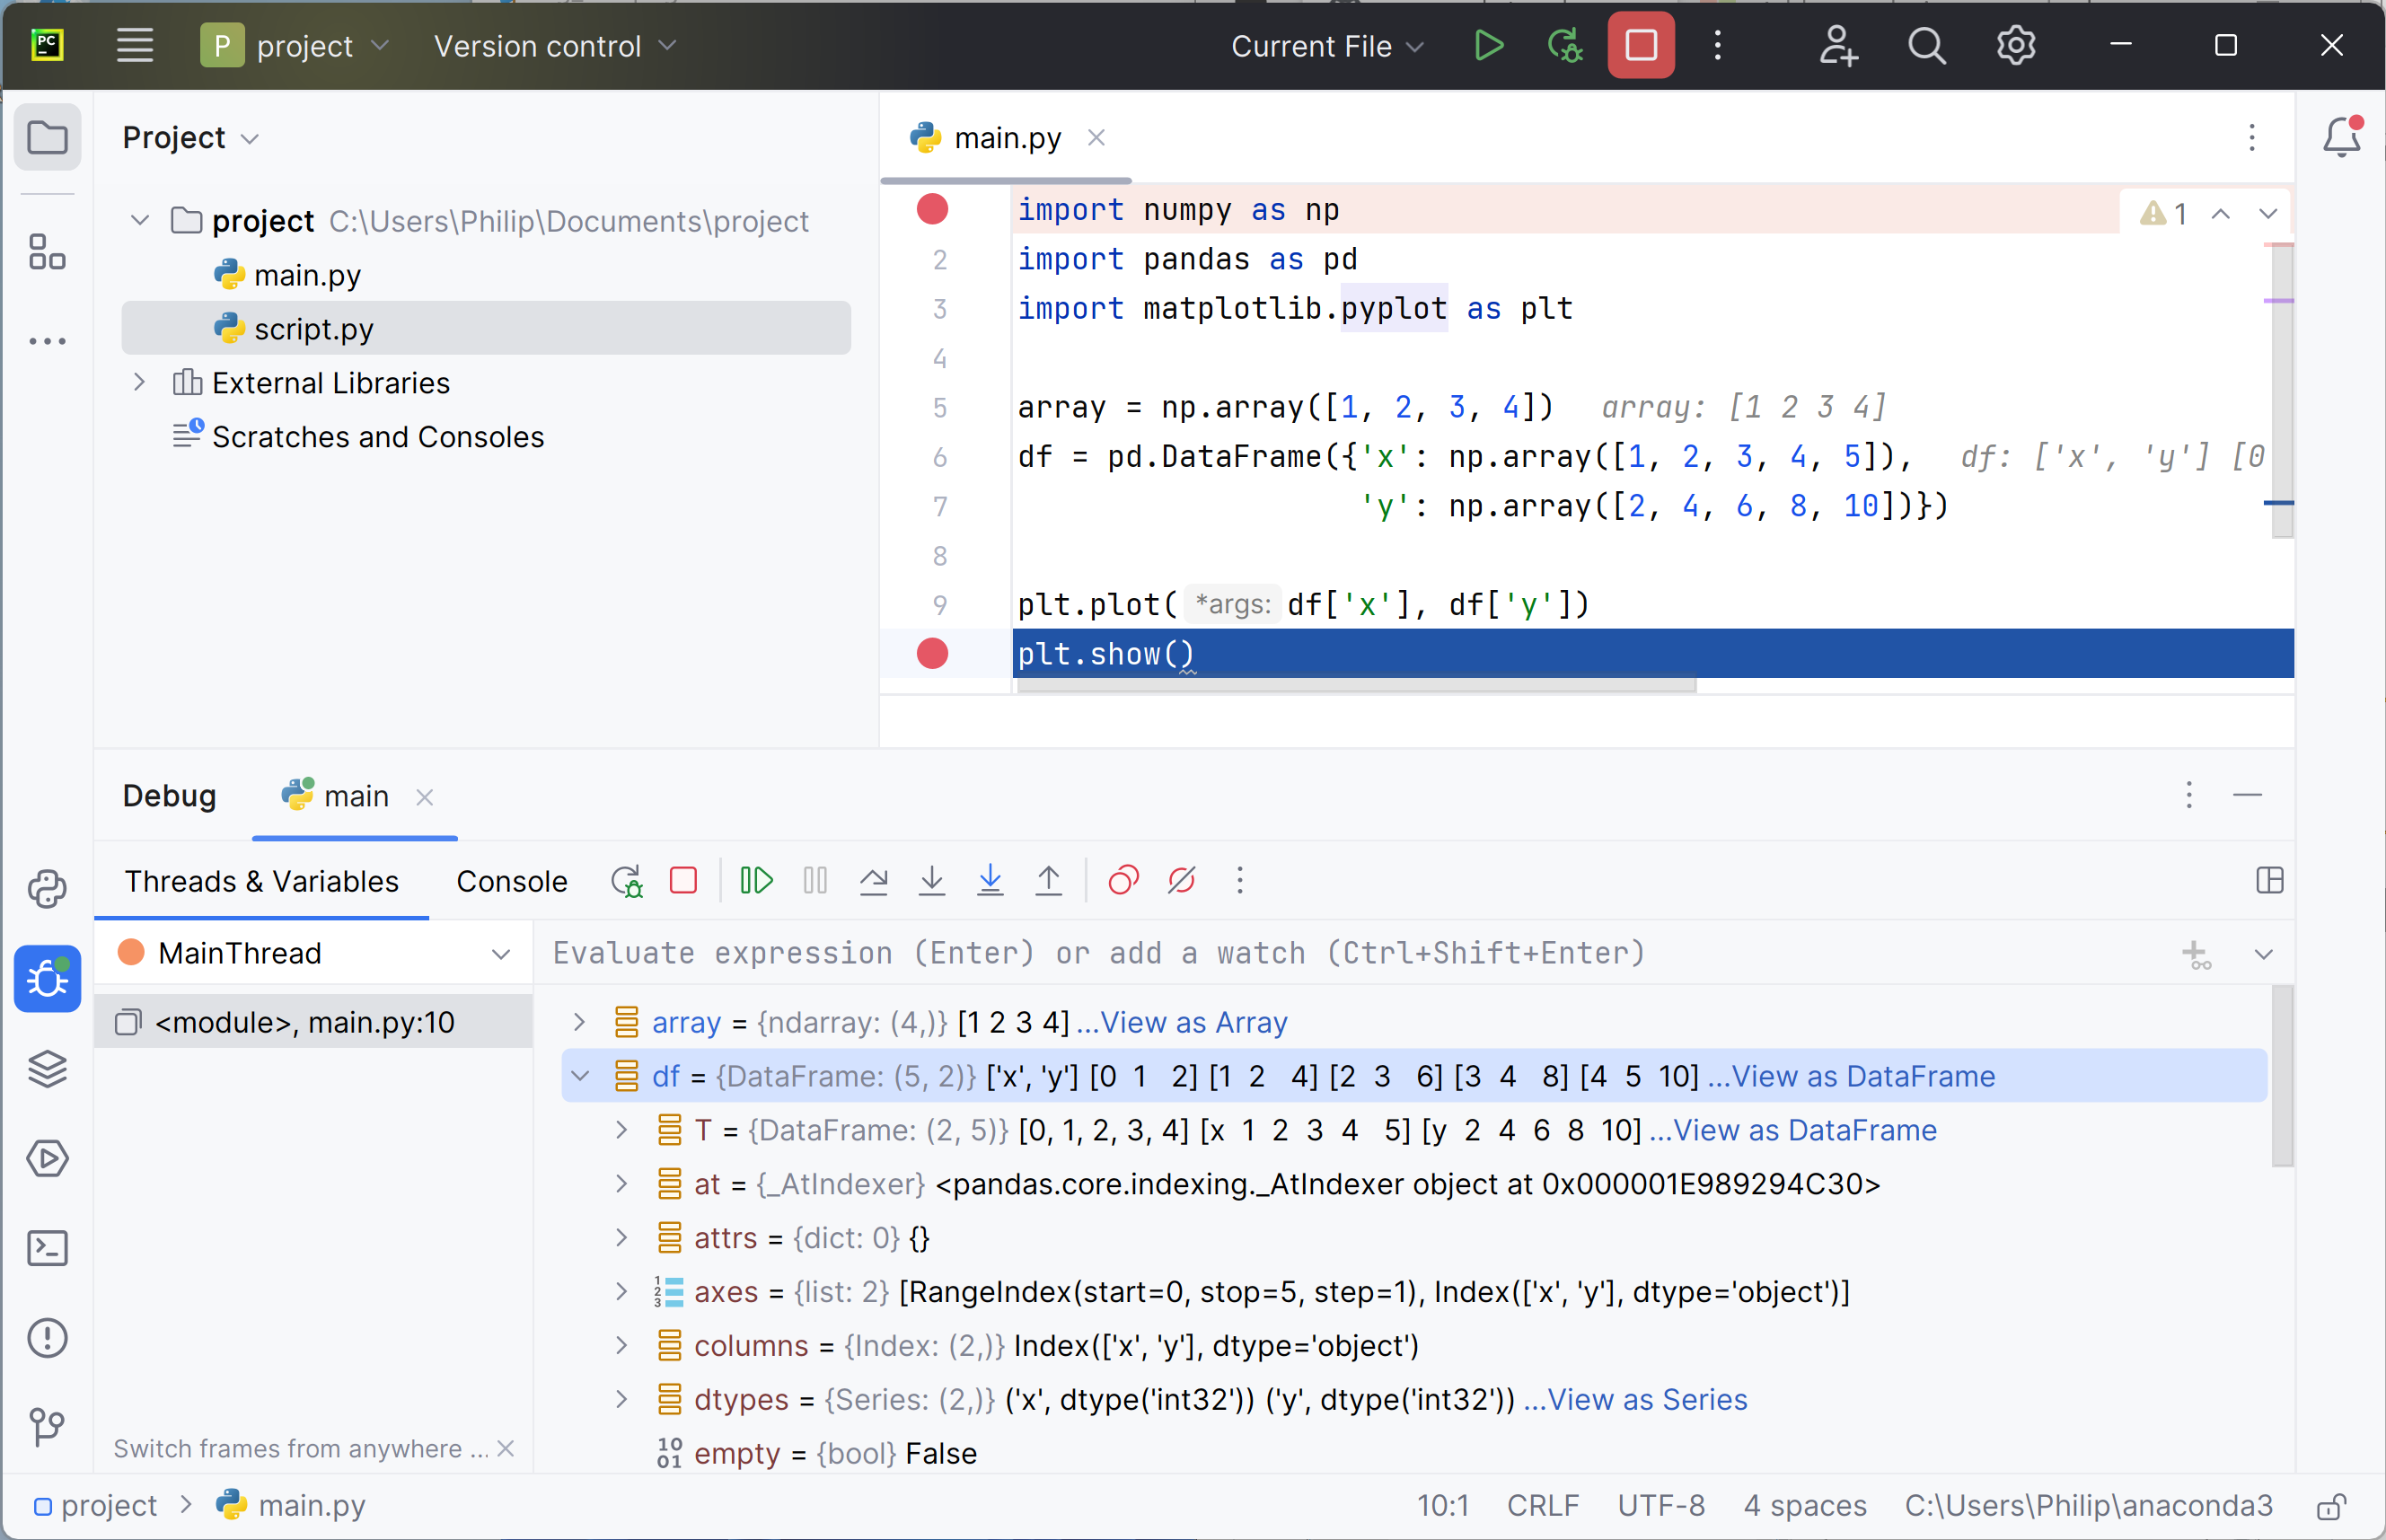 PC
P project Version control Current File
Project
main.py
project C:\Users\Philip\Documents\project
main.py
script.py
External Libraries
Scratches and Consoles
import numpy as np
1
2 import pandas as pd
3 import matplotlib.pyplot as plt
4
5 array = np.array([1, 2, 3, 4]) array: [1 2 3 4]
6 df = pd.DataFrame({'x': np.array([1, 2, 3, 4, 5]), df: ['x', 'y'] [0
7 'y': np.array([2, 4, 6, 8, 10])})
8
9 plt.plot(*args: df['x'], df['y'])
plt.show()
Debug main
Threads & Variables Console
MainThread
Evaluate expression (Enter) or add a watch (Ctrl+Shift+Enter)
<module>, main.py:10
array = {ndarray: (4,)} [1 2 3 4] ...View as Array
df = {DataFrame: (5, 2)} ['x', 'y'] [0 1 2] [1 2 4] [2 3 6] [3 4 8] [4 5 10] ...View as DataFrame
T = {DataFrame: (2, 5)} [0, 1, 2, 3, 4] [x 1 2 3 4 5] [y 2 4 6 8 10] ...View as DataFrame
at = {_AtIndexer} <pandas.core.indexing._AtIndexer object at 0x000001E989294C30>
attrs = {dict: 0} {}
axes = {list: 2} [RangeIndex(start=0, stop=5, step=1), Index(['x', 'y'], dtype='object')]
columns = {Index: (2,)} Index(['x', 'y'], dtype='object')
dtypes = {Series: (2,)} ('x', dtype('int32')) ('y', dtype('int32')) ...View as Series
empty = {bool} False
Switch frames from anywhere ...
project main.py
10:1 CRLF UTF-8 4 spaces C:\Users\Philip\anaconda3